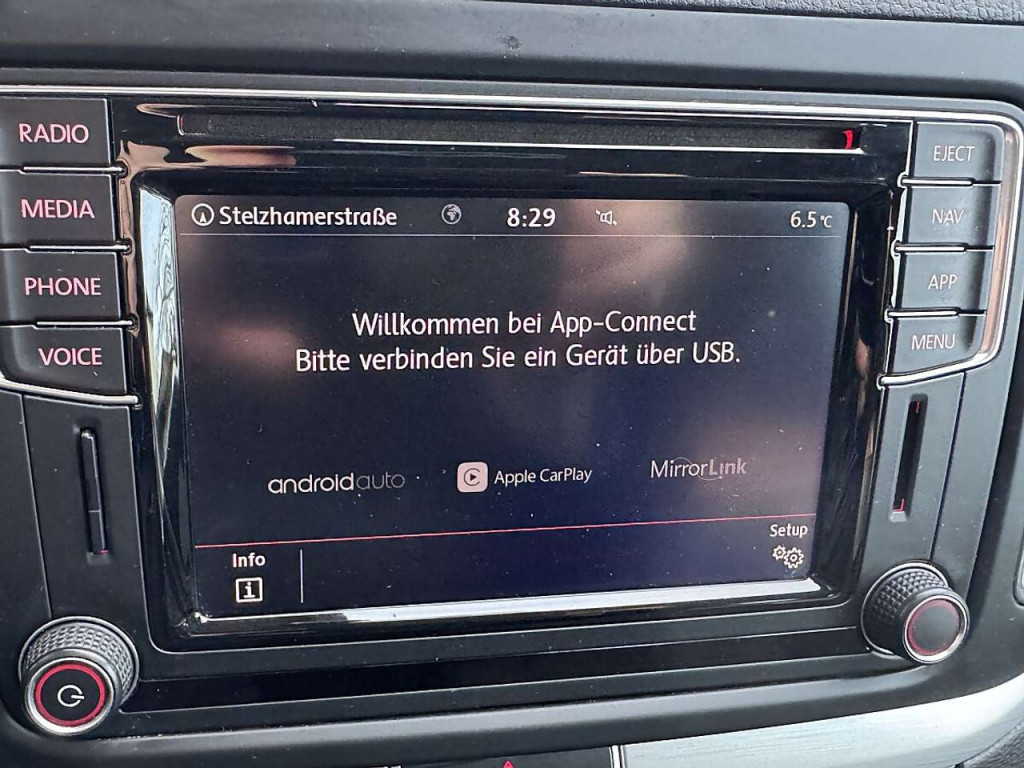 RADIO
MEDIA
PHONE
VOICE
EJECT
NAV
APP
MENU
Stelzhamerstraße 8:29 6.5°C
Willkommen bei App-Connect
Bitte verbinden Sie ein Gerät über USB.
androidauto Apple CarPlay MirrorLink
Info
Setup